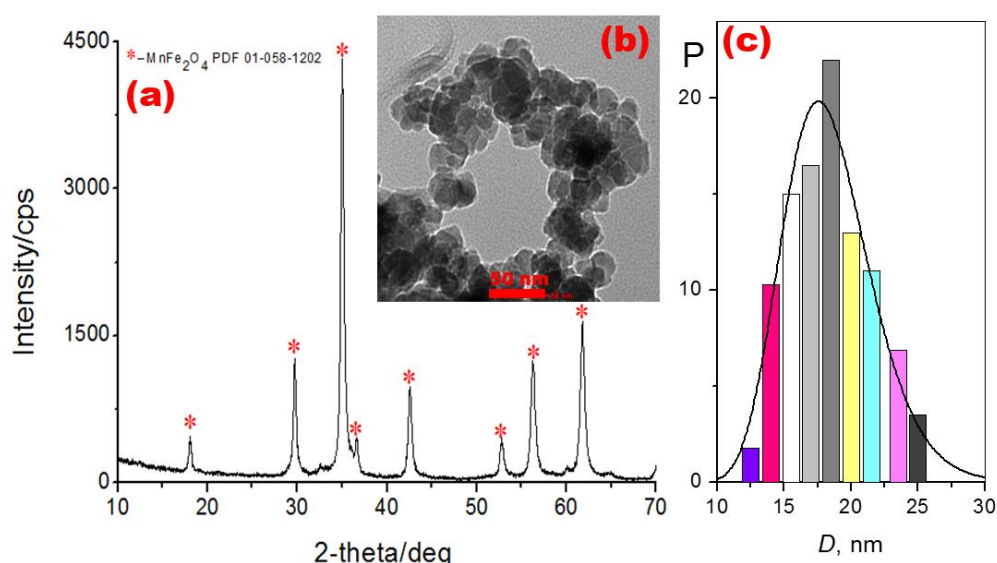 4500
3000
1500
0
Intensity/cps
*–MnFe₂O₄ PDF 01-058-1202
(a)
10 20 30 40 50 60 70
2-theta/deg
(b)
50 nm
(c)
P
20
10
0
10 15 20 25 30
D, nm